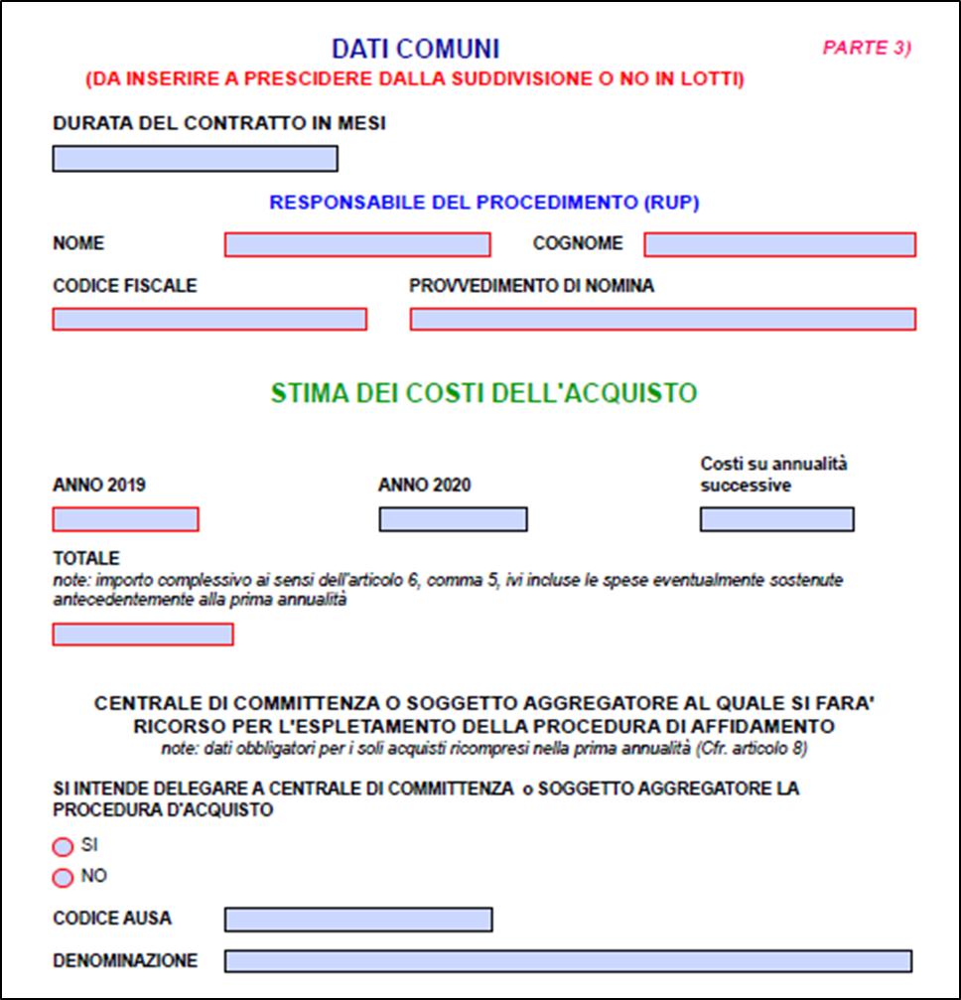 DATI COMUNI
PARTE 3)
(DA INSERIRE A PRESCIDERE DALLA SUDDIVISIONE O NO IN LOTTI)
DURATA DEL CONTRATTO IN MESI
RESPONSABILE DEL PROCEDIMENTO (RUP)
NOME COGNOME
CODICE FISCALE PROVVEDIMENTO DI NOMINA
STIMA DEI COSTI DELL'ACQUISTO
Costi su annualità
ANNO 2019 ANNO 2020 successive
TOTALE
note: importo complessivo ai sensi dell'articolo 6, comma 5, ivi incluse le spese eventualmente sostenute
antecedentemente alla prima annualità
CENTRALE DI COMMITTENZA O SOGGETTO AGGREGATORE AL QUALE SI FARA'
RICORSO PER L'ESPLETAMENTO DELLA PROCEDURA DI AFFIDAMENTO
note: dati obbligatori per i soli acquisti ricompresi nella prima annualità (Cfr. articolo 8)
SI INTENDE DELEGARE A CENTRALE DI COMMITTENZA o SOGGETTO AGGREGATORE LA
PROCEDURA D'ACQUISTO
SI
NO
CODICE AUSA
DENOMINAZIONE